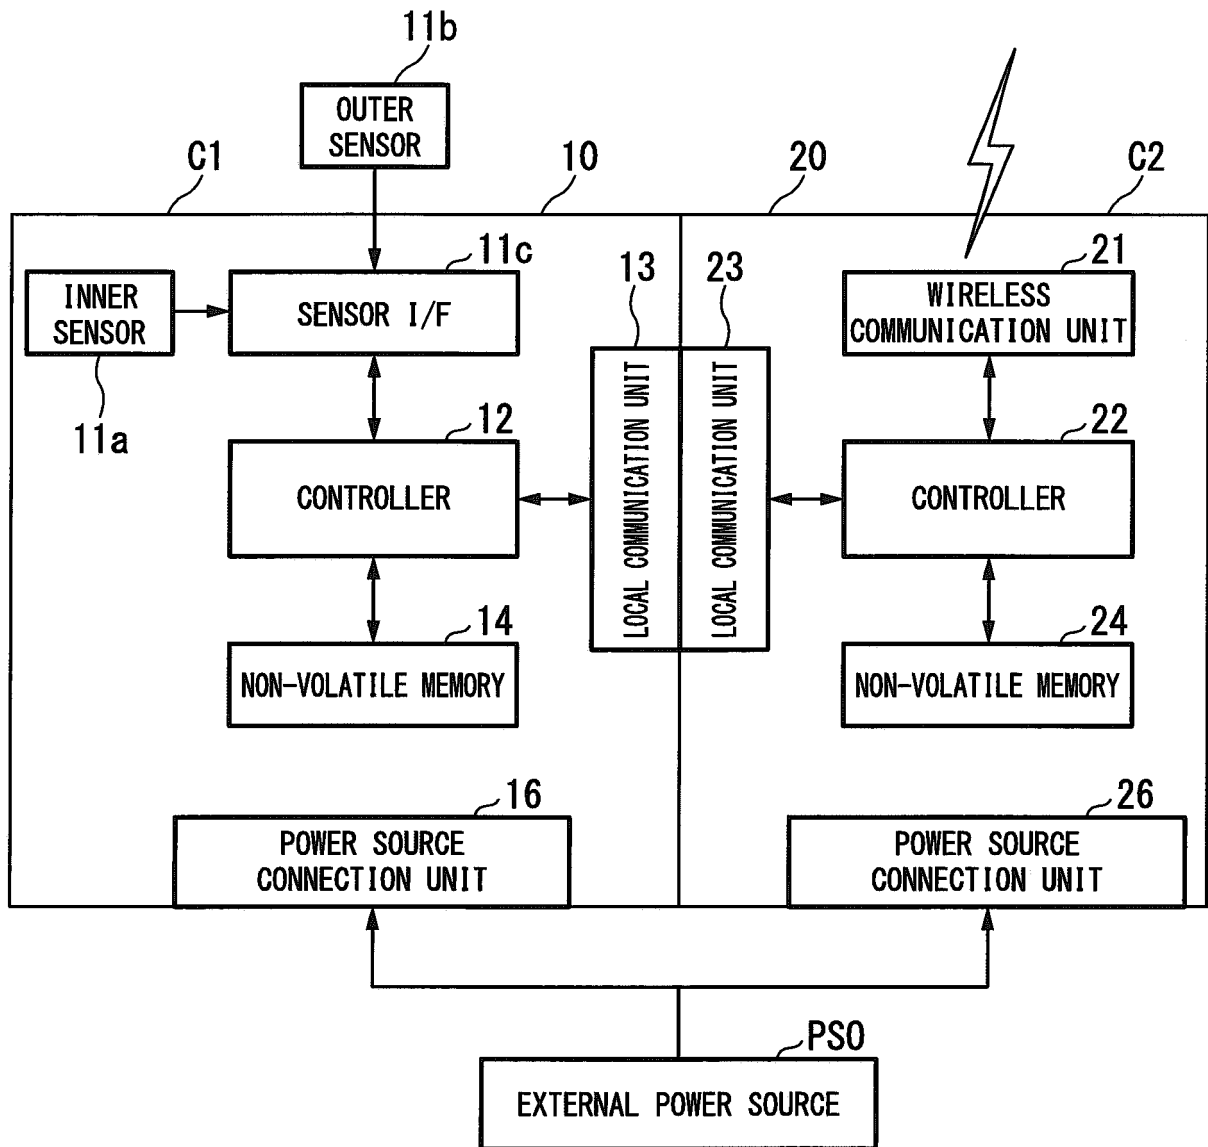 11b
OUTER
SENSOR
C1
10
20
C2
11c
13
23
21
INNER
SENSOR
SENSOR I/F
WIRELESS
COMMUNICATION UNIT
11a
12
22
CONTROLLER
LOCAL COMMUNICATION UNIT
LOCAL COMMUNICATION UNIT
CONTROLLER
14
24
NON-VOLATILE MEMORY
NON-VOLATILE MEMORY
16
26
POWER SOURCE
CONNECTION UNIT
POWER SOURCE
CONNECTION UNIT
PS0
EXTERNAL POWER SOURCE